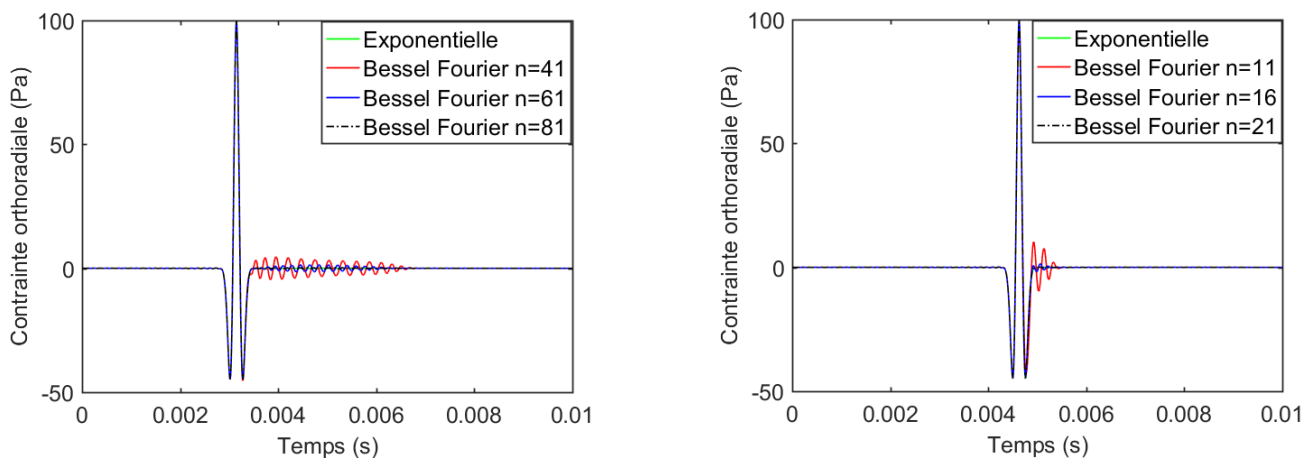 Contrainte orthoradiale (Pa)
100
50
0
-50
0
0.002
0.004
0.006
0.008
0.01
Temps (s)
Exponentielle
Bessel Fourier n=41
Bessel Fourier n=61
Bessel Fourier n=81
Contrainte orthoradiale (Pa)
100
50
0
-50
0
0.002
0.004
0.006
0.008
0.01
Temps (s)
Exponentielle
Bessel Fourier n=11
Bessel Fourier n=16
Bessel Fourier n=21